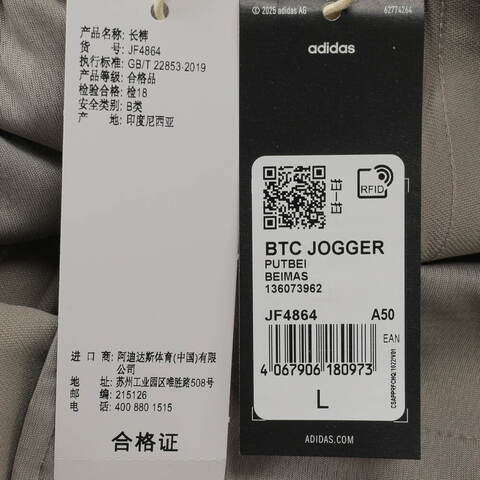 产品名称: 长裤
货 号: JF4864
执行标准: GB/T 22853-2019
产品等级: 合格品
检验合格: 检18
安全类别: B类
产 地: 印度尼西亚
进 口 商: 阿迪达斯体育(中国)有限
公司
地 址: 苏州工业园区唯胜路508号
邮 编: 215126
电 话: 400 880 1515
合格证
© 2025 adidas AG 62774264
adidas
RFID
BTC JOGGER
PUTBEI
BEIMAS
136073962
JF4864 A50
EAN
4 067906 180973
L
ADIDAS.COM